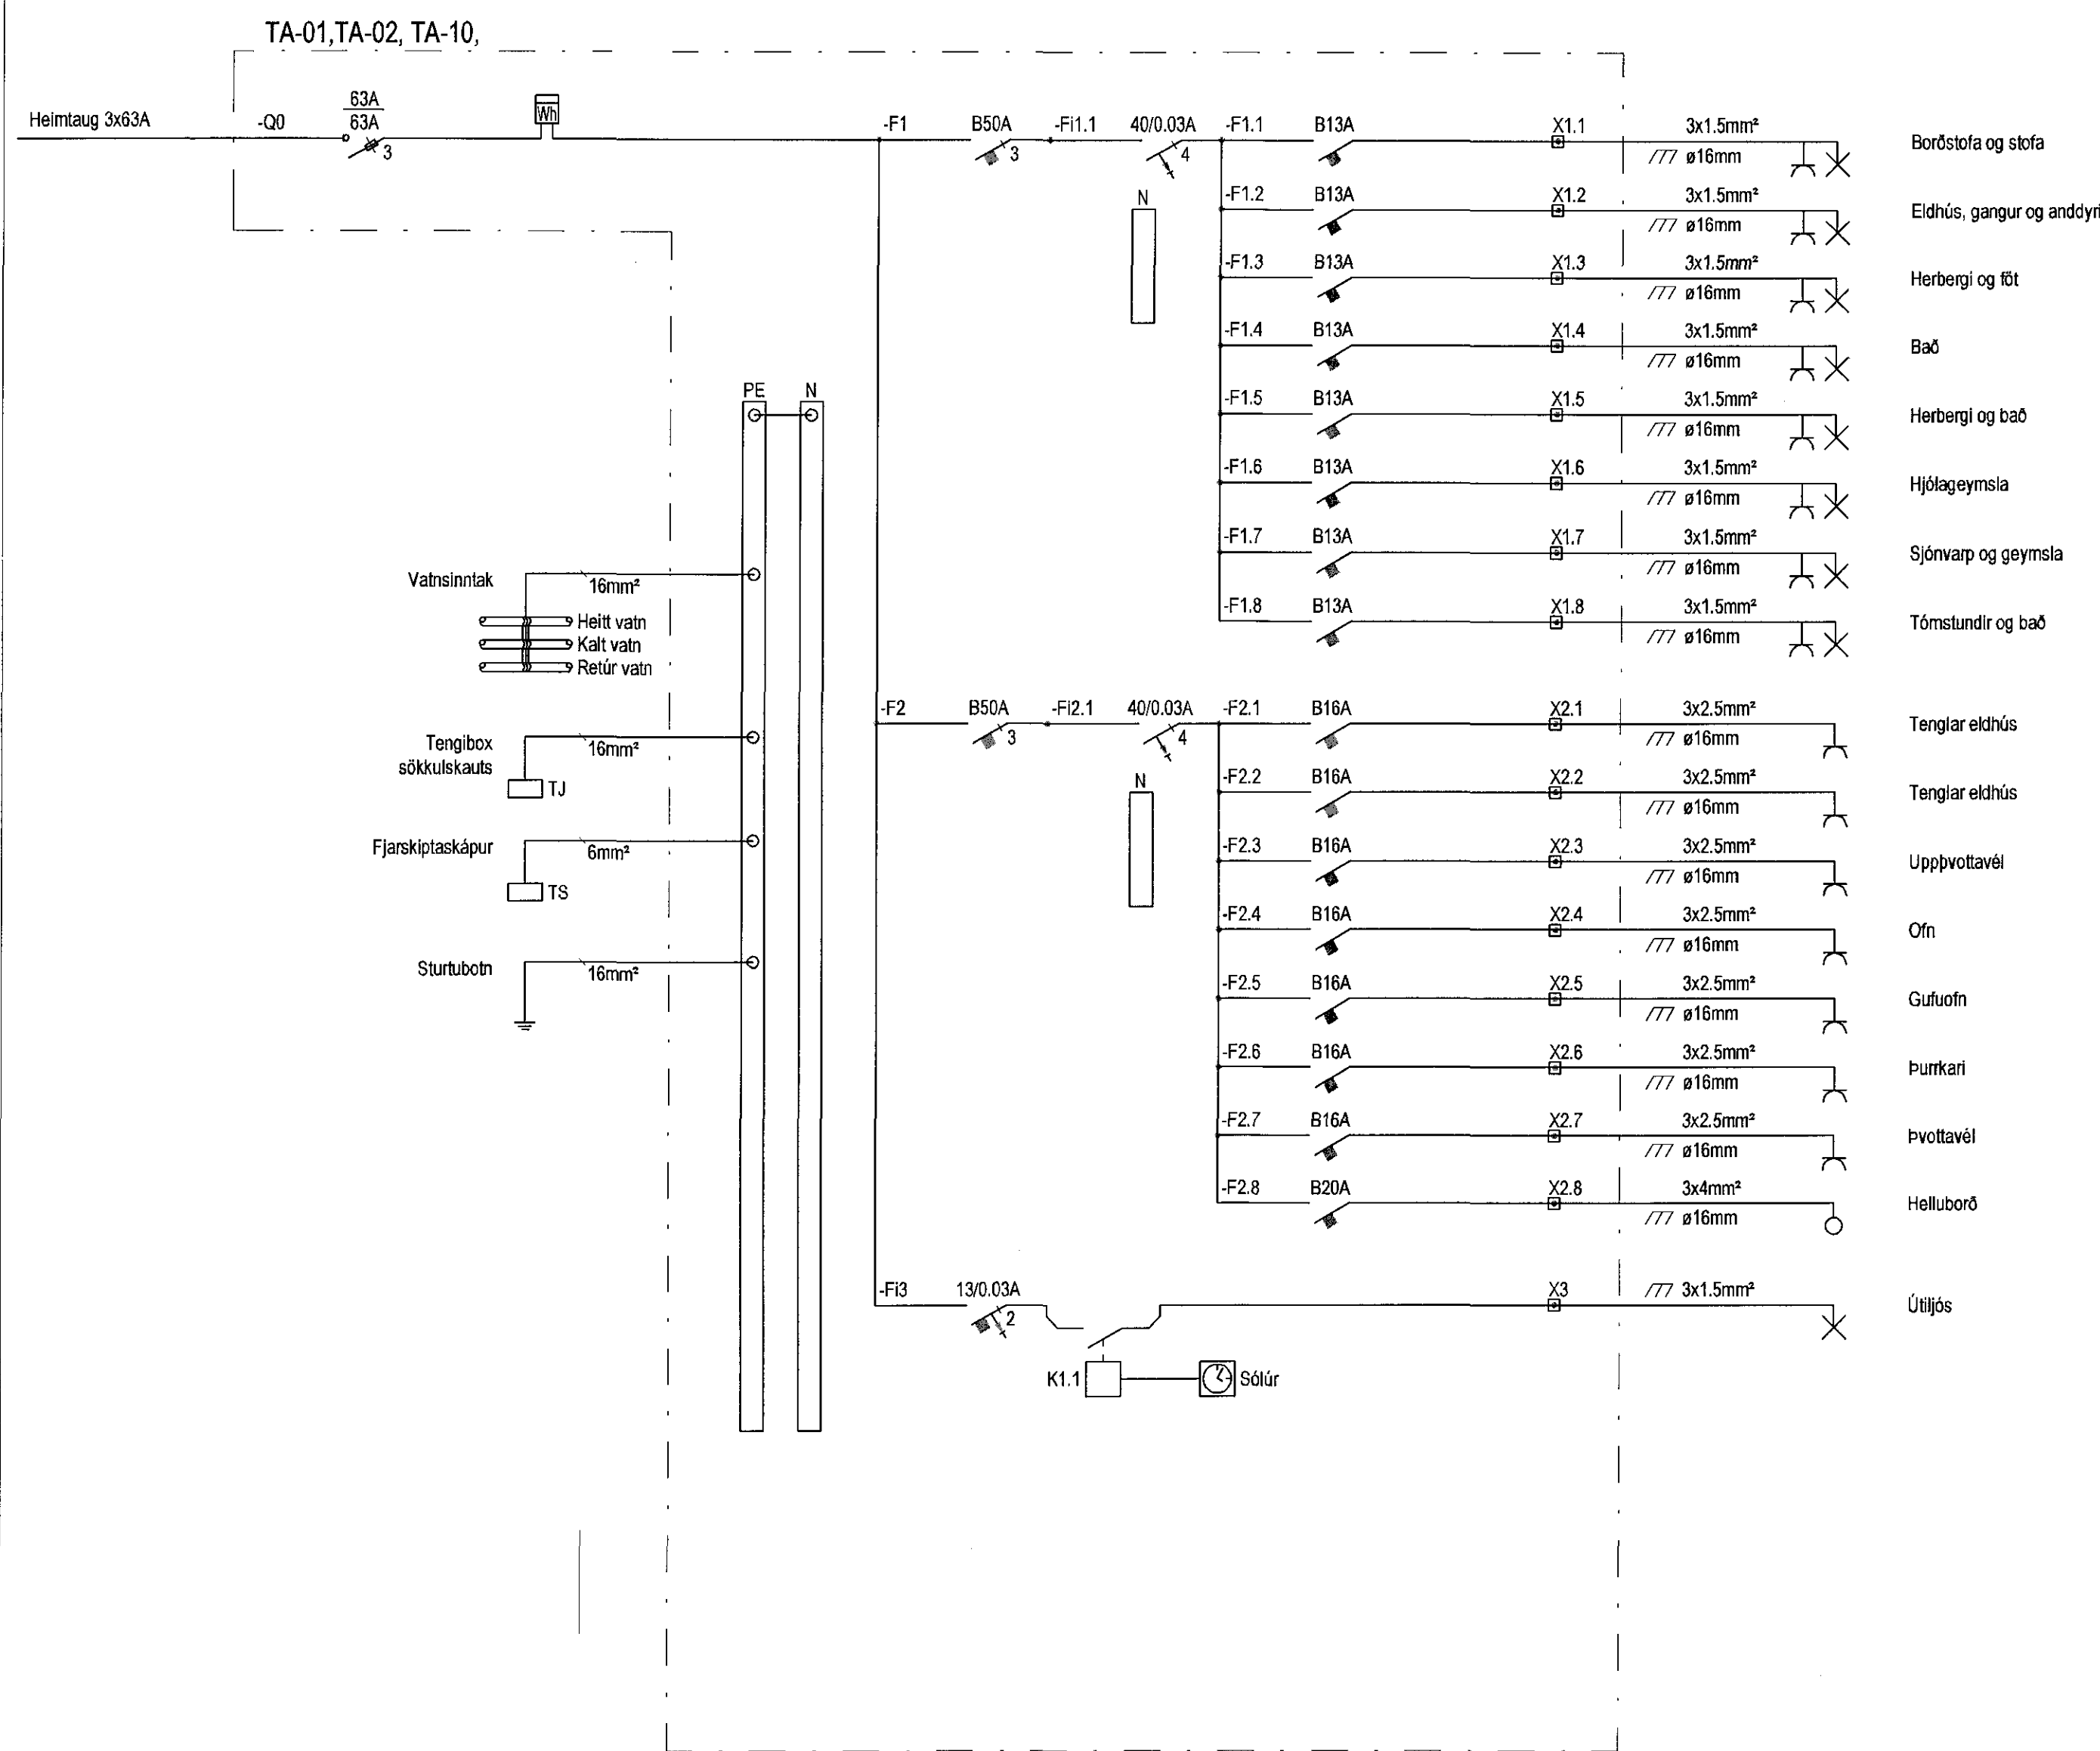 TA-01,TA-02, TA-10,
Heimtaug 3x63A
-Q0
63A
63A
3
Wh
-F1 B50A 3 -Fi1.1 40/0.03A 4
N
-F1.1 B13A X1.1 3x1.5mm² ø16mm Borðstofa og stofa
-F1.2 B13A X1.2 3x1.5mm² ø16mm Eldhús, gangur og anddyri
-F1.3 B13A X1.3 3x1.5mm² ø16mm Herbergi og föt
-F1.4 B13A X1.4 3x1.5mm² ø16mm Bað
-F1.5 B13A X1.5 3x1.5mm² ø16mm Herbergi og bað
-F1.6 B13A X1.6 3x1.5mm² ø16mm Hjólageymsla
-F1.7 B13A X1.7 3x1.5mm² ø16mm Sjónvarp og geymsla
-F1.8 B13A X1.8 3x1.5mm² ø16mm Tómstundir og bað
PE N
Vatnsinntak 16mm²
Heitt vatn
Kalt vatn
Retúr vatn
Tengibox
sökkulskauts
16mm²
TJ
Fjarskiptaskápur 6mm²
TS
Sturtubotn 16mm²
-F2 B50A 3 -Fi2.1 40/0.03A 4
N
-F2.1 B16A X2.1 3x2.5mm² ø16mm Tenglar eldhús
-F2.2 B16A X2.2 3x2.5mm² ø16mm Tenglar eldhús
-F2.3 B16A X2.3 3x2.5mm² ø16mm Uppþvottavél
-F2.4 B16A X2.4 3x2.5mm² ø16mm Ofn
-F2.5 B16A X2.5 3x2.5mm² ø16mm Gufuofn
-F2.6 B16A X2.6 3x2.5mm² ø16mm Þurrkari
-F2.7 B16A X2.7 3x2.5mm² ø16mm Þvottavél
-F2.8 B20A X2.8 3x4mm² ø16mm Helluborð
-Fi3 13/0.03A 2 X3 3x1.5mm² Útiljós
K1.1 Sólúr